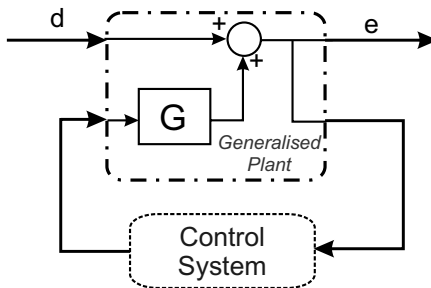 d
e
+
+
G
Generalised
Plant
Control
System